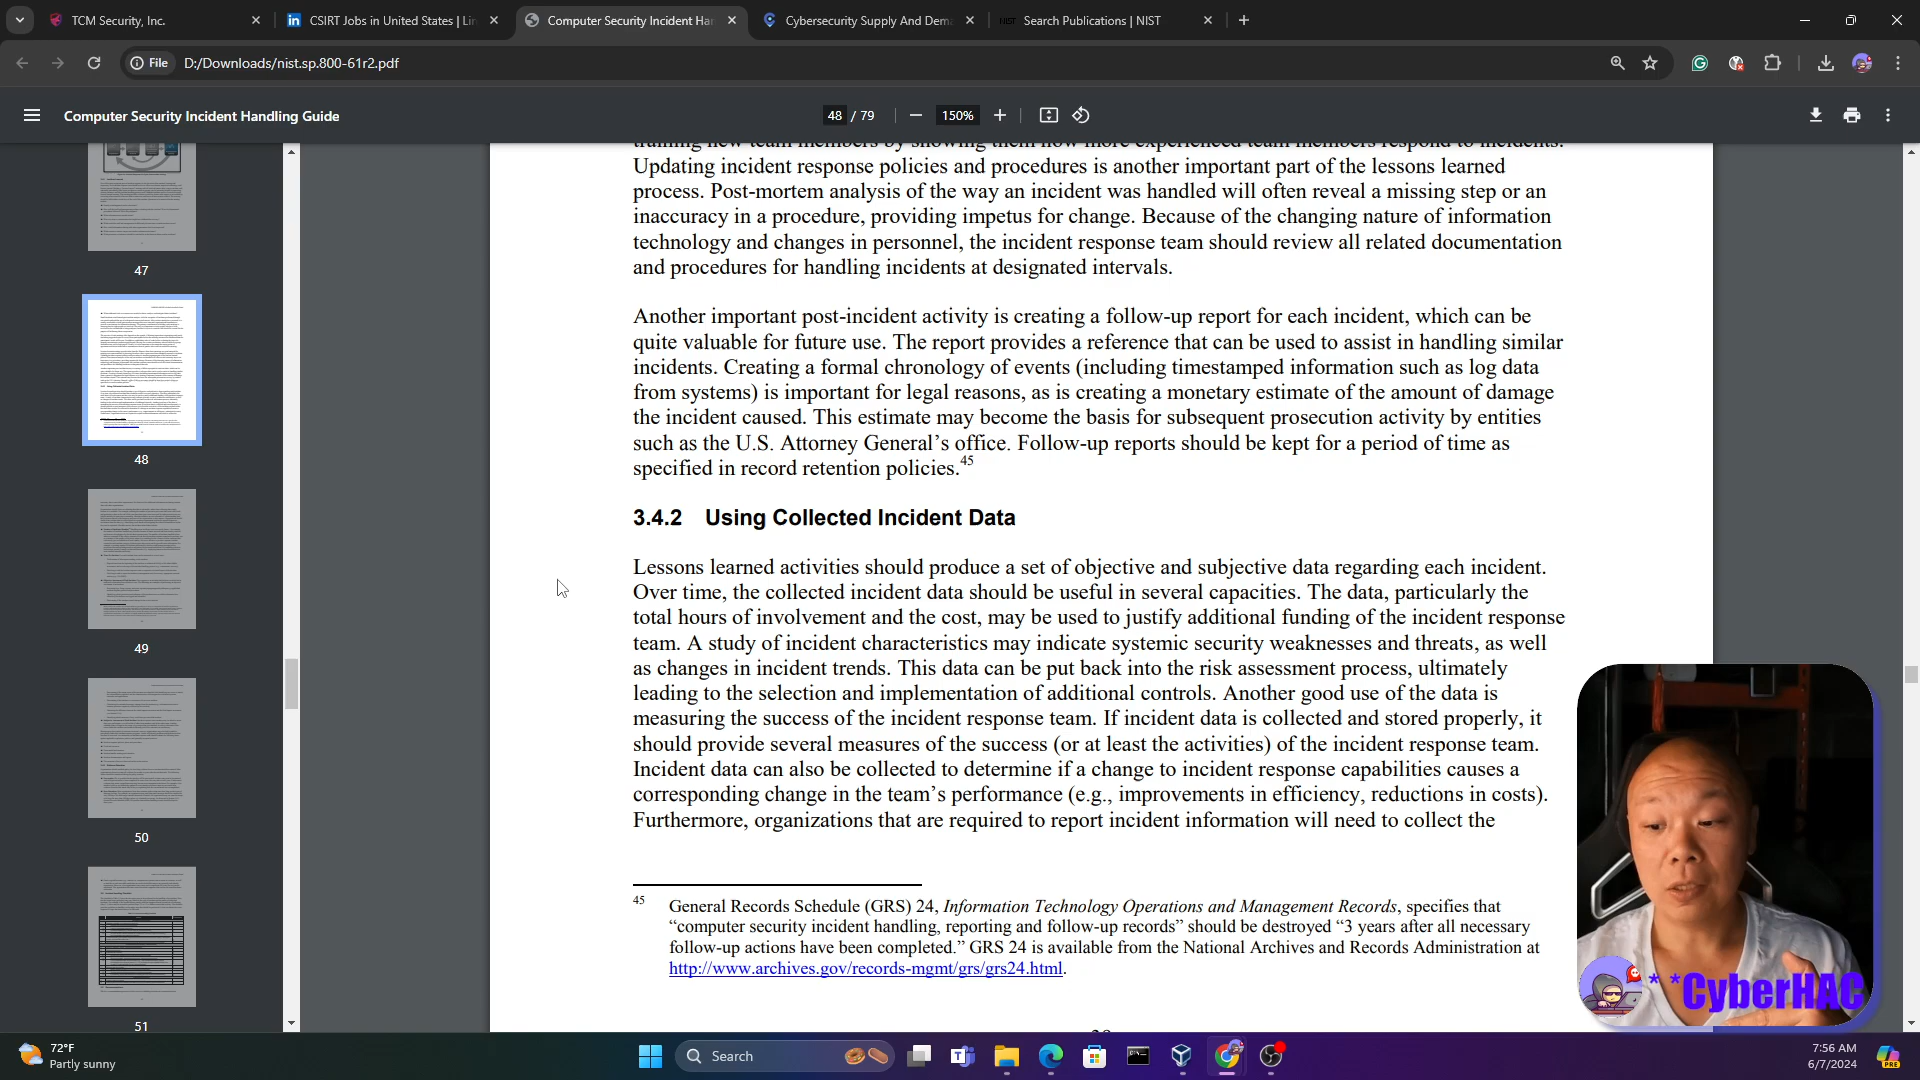 TCM Security, Inc.
CSIRT Jobs in United States | Lin
Computer Security Incident Har
Cybersecurity Supply And Dema
Search Publications | NIST
File
D:/Downloads/nist.sp.800-61r2.pdf
Computer Security Incident Handling Guide
48 / 79
150%
training new team members by showing them how more experienced team members respond to incidents.
Updating incident response policies and procedures is another important part of the lessons learned
process. Post-mortem analysis of the way an incident was handled will often reveal a missing step or an
inaccuracy in a procedure, providing impetus for change. Because of the changing nature of information
technology and changes in personnel, the incident response team should review all related documentation
and procedures for handling incidents at designated intervals.
Another important post-incident activity is creating a follow-up report for each incident, which can be
quite valuable for future use. The report provides a reference that can be used to assist in handling similar
incidents. Creating a formal chronology of events (including timestamped information such as log data
from systems) is important for legal reasons, as is creating a monetary estimate of the amount of damage
the incident caused. This estimate may become the basis for subsequent prosecution activity by entities
such as the U.S. Attorney General’s office. Follow-up reports should be kept for a period of time as
specified in record retention policies.45
3.4.2 Using Collected Incident Data
Lessons learned activities should produce a set of objective and subjective data regarding each incident.
Over time, the collected incident data should be useful in several capacities. The data, particularly the
total hours of involvement and the cost, may be used to justify additional funding of the incident response
team. A study of incident characteristics may indicate systemic security weaknesses and threats, as well
as changes in incident trends. This data can be put back into the risk assessment process, ultimately
leading to the selection and implementation of additional controls. Another good use of the data is
measuring the success of the incident response team. If incident data is collected and stored properly, it
should provide several measures of the success (or at least the activities) of the incident response team.
Incident data can also be collected to determine if a change to incident response capabilities causes a
corresponding change in the team’s performance (e.g., improvements in efficiency, reductions in costs).
Furthermore, organizations that are required to report incident information will need to collect the
45 General Records Schedule (GRS) 24, Information Technology Operations and Management Records, specifies that
“computer security incident handling, reporting and follow-up records” should be destroyed “3 years after all necessary
follow-up actions have been completed.” GRS 24 is available from the National Archives and Records Administration at
http://www.archives.gov/records-mgmt/grs/grs24.html.
47
48
49
50
51
**CyberHAC
72°F
Partly sunny
Search
7:56 AM
6/7/2024
PRE